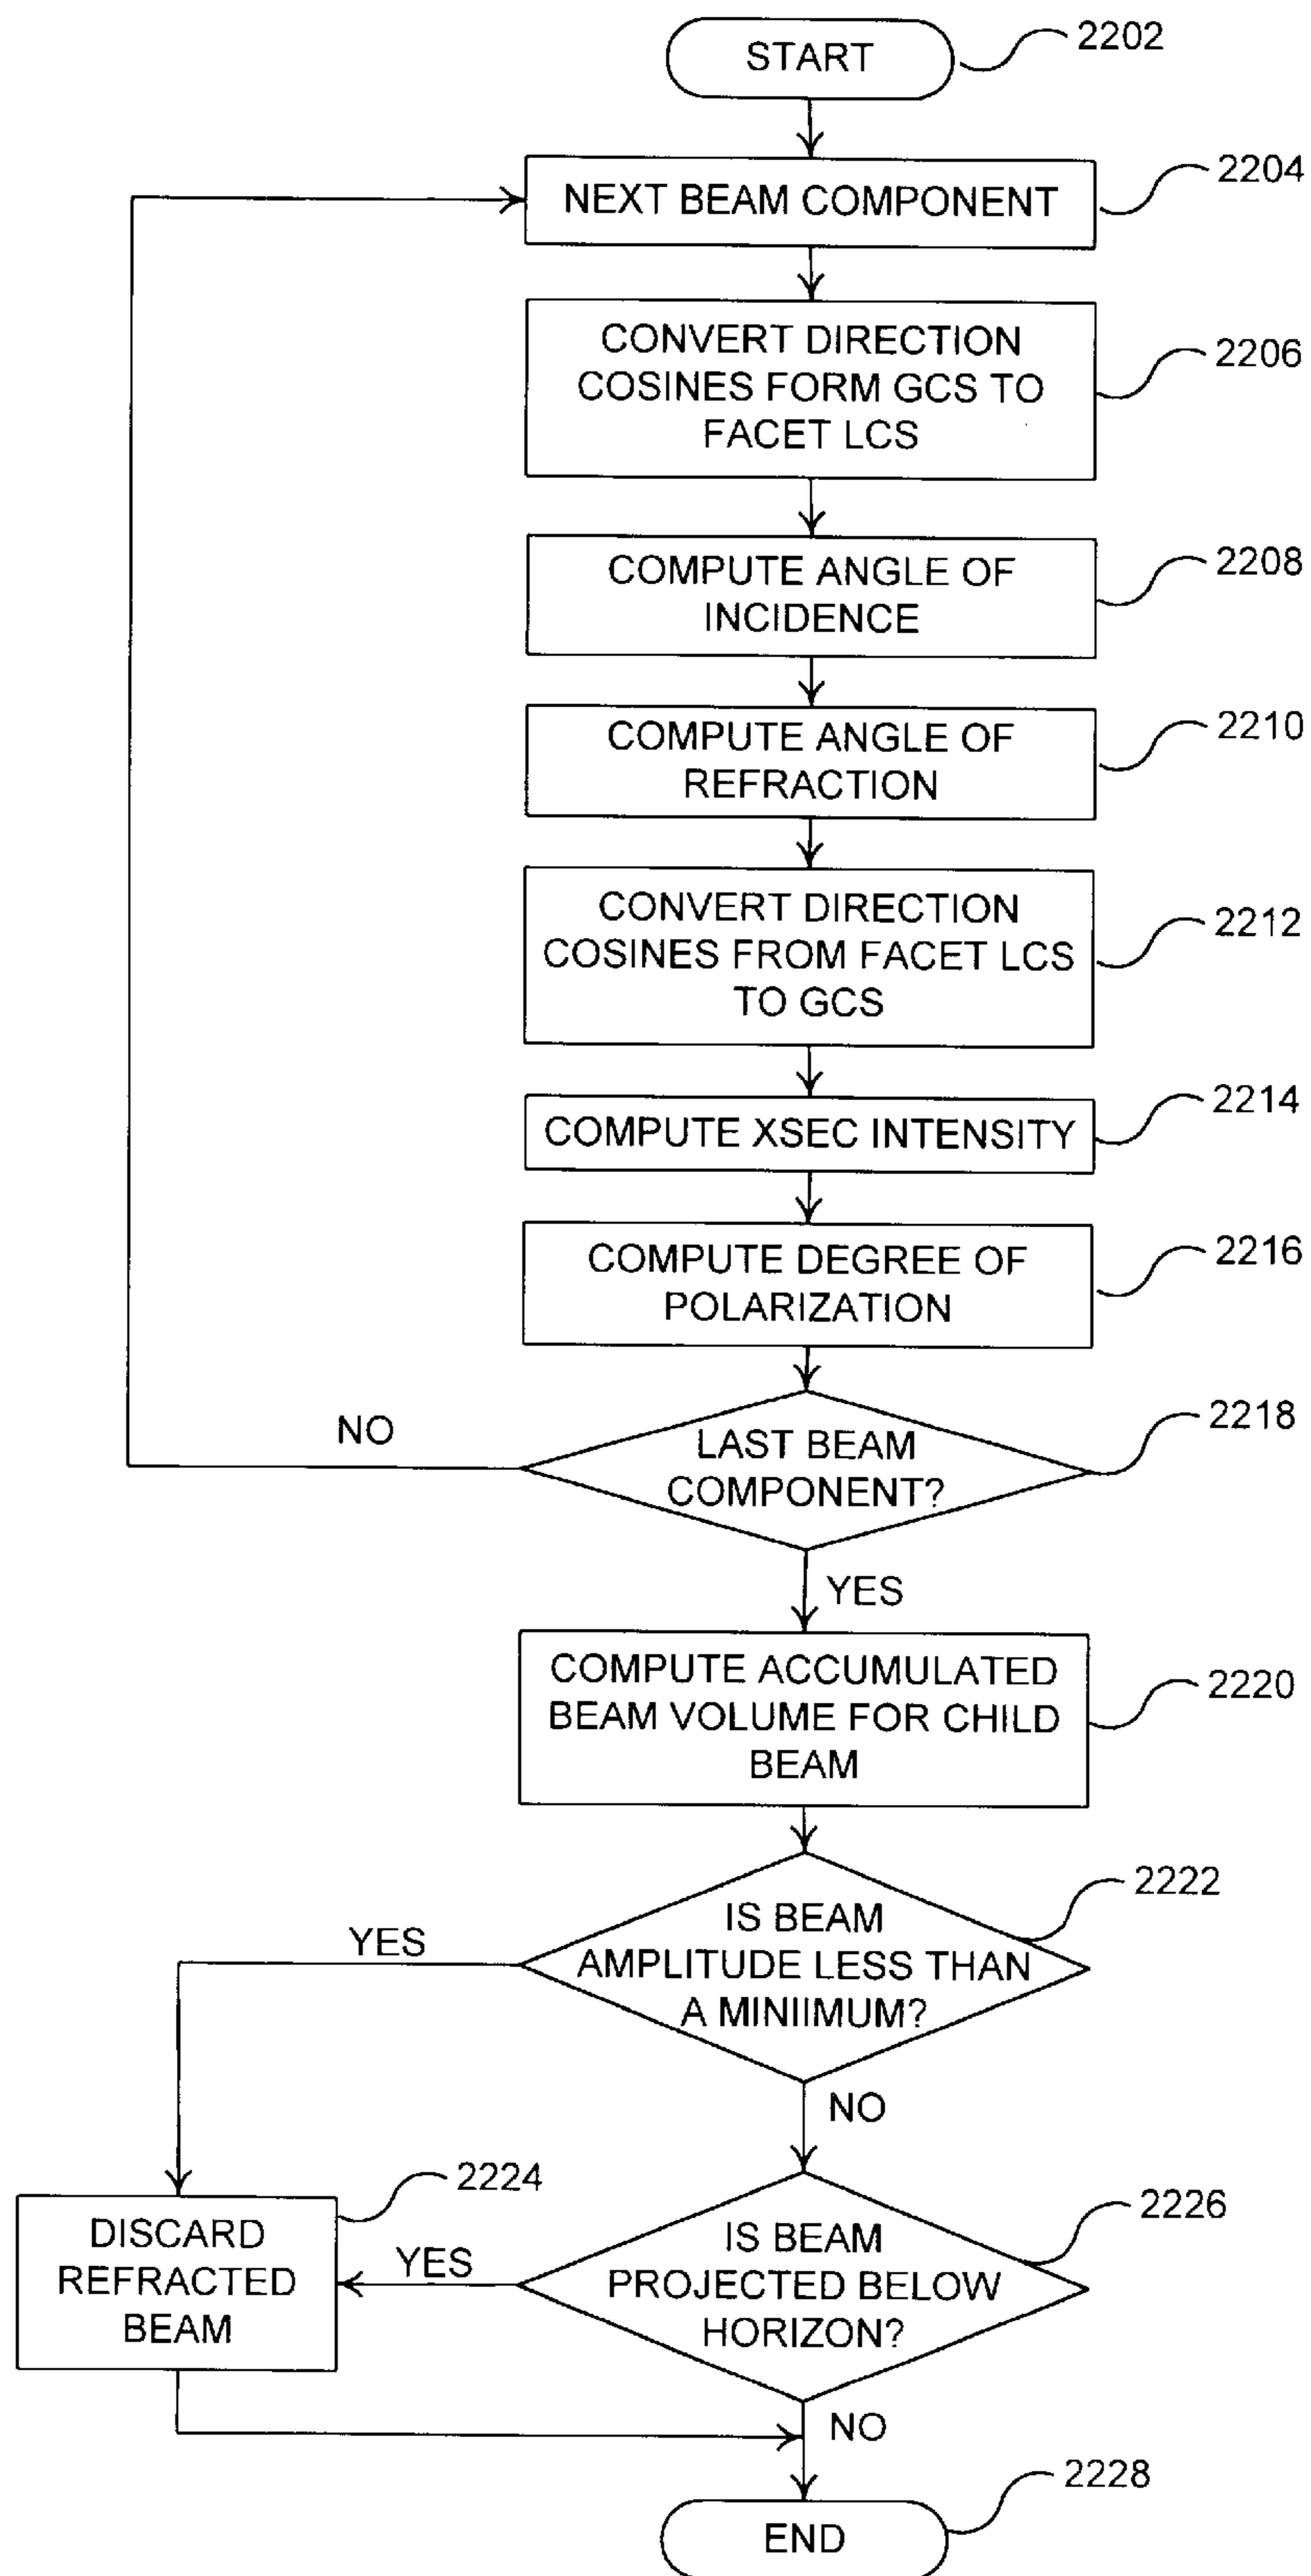 START
2202
NEXT BEAM COMPONENT
2204
CONVERT DIRECTION
COSINES FORM GCS TO
FACET LCS
2206
COMPUTE ANGLE OF
INCIDENCE
2208
COMPUTE ANGLE OF
REFRACTION
2210
CONVERT DIRECTION
COSINES FROM FACET LCS
TO GCS
2212
COMPUTE XSEC INTENSITY
2214
COMPUTE DEGREE OF
POLARIZATION
2216
LAST BEAM
COMPONENT?
2218
NO
YES
COMPUTE ACCUMULATED
BEAM VOLUME FOR CHILD
BEAM
2220
IS BEAM
AMPLITUDE LESS THAN
A MINIIMUM?
2222
YES
NO
DISCARD
REFRACTED
BEAM
2224
YES
IS BEAM
PROJECTED BELOW
HORIZON?
2226
NO
END
2228